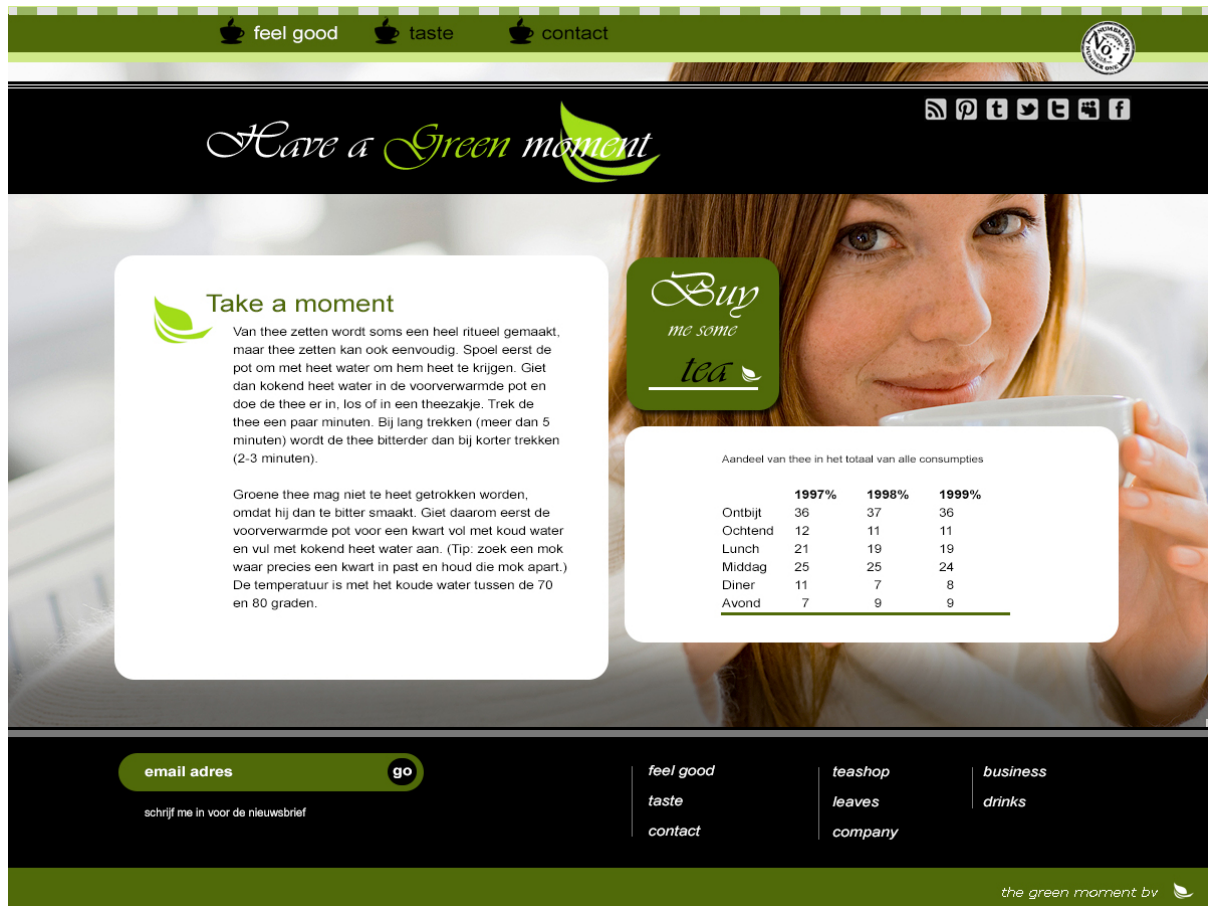 feel good taste contact
NUMBER ONE
No. 1
NUMBER ONE
Have a Green moment
Take a moment
Van thee zetten wordt soms een heel ritueel gemaakt,
maar thee zetten kan ook eenvoudig. Spoel eerst de
pot om met heet water om hem heet te krijgen. Giet
dan kokend heet water in de voorverwarmde pot en
doe de thee er in, los of in een theezakje. Trek de
thee een paar minuten. Bij lang trekken (meer dan 5
minuten) wordt de thee bitterder dan bij korter trekken
(2-3 minuten).
Groene thee mag niet te heet getrokken worden,
omdat hij dan te bitter smaakt. Giet daarom eerst de
voorverwarmde pot voor een kwart vol met koud water
en vul met kokend heet water aan. (Tip: zoek een mok
waar precies een kwart in past en houd die mok apart.)
De temperatuur is met het koude water tussen de 70
en 80 graden.
Buy
me some
tea
Aandeel van thee in het totaal van alle consumpties
1997% 1998% 1999%
Ontbijt 36 37 36
Ochtend 12 11 11
Lunch 21 19 19
Middag 25 25 24
Diner 11 7 8
Avond 7 9 9
email adres go
schrijf me in voor de nieuwsbrief
feel good
taste
contact
teashop
leaves
company
business
drinks
the green moment bv